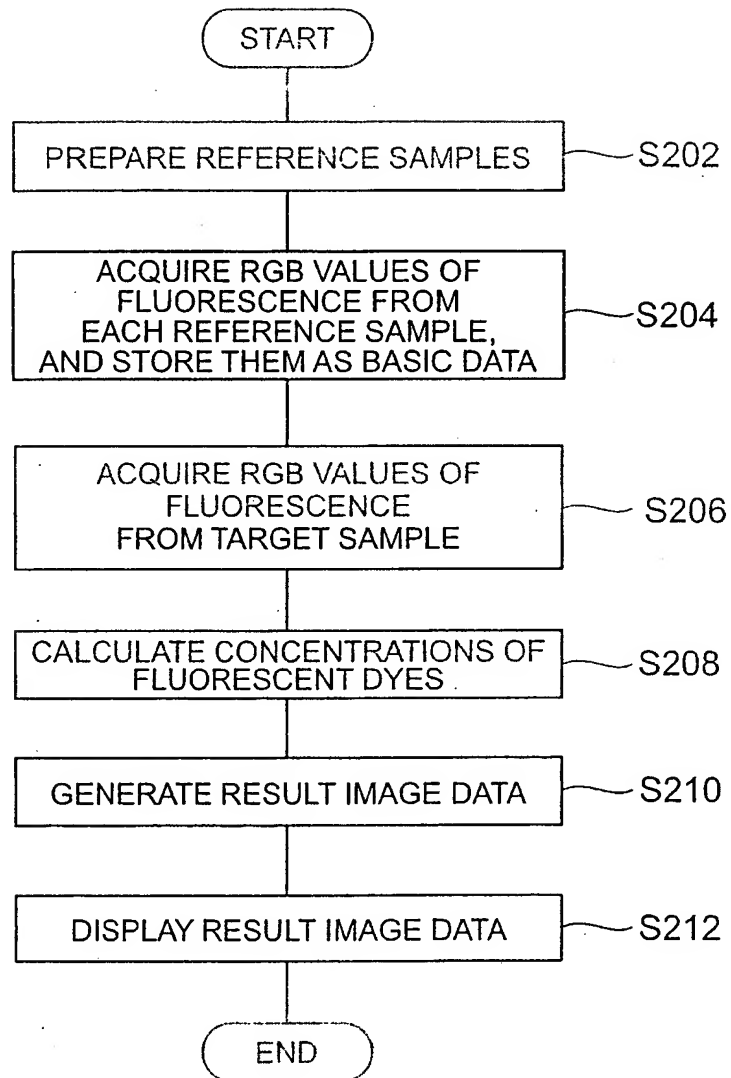 START
PREPARE REFERENCE SAMPLES
S202
ACQUIRE RGB VALUES OF
FLUORESCENCE FROM
EACH REFERENCE SAMPLE,
AND STORE THEM AS BASIC DATA
S204
ACQUIRE RGB VALUES OF
FLUORESCENCE
FROM TARGET SAMPLE
S206
CALCULATE CONCENTRATIONS OF
FLUORESCENT DYES
S208
GENERATE RESULT IMAGE DATA
S210
DISPLAY RESULT IMAGE DATA
S212
END